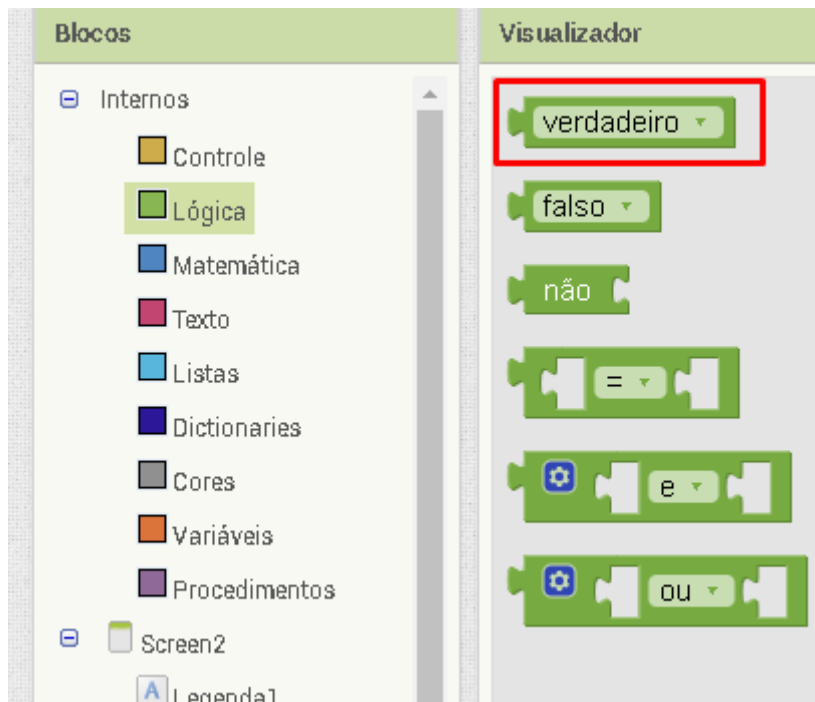 Blocos
Internos
Controle
Lógica
Matemática
Texto
Listas
Dictionaries
Cores
Variáveis
Procedimentos
Screen2
A Legenda1
Visualizador
verdadeiro
falso
não
=
e
ou